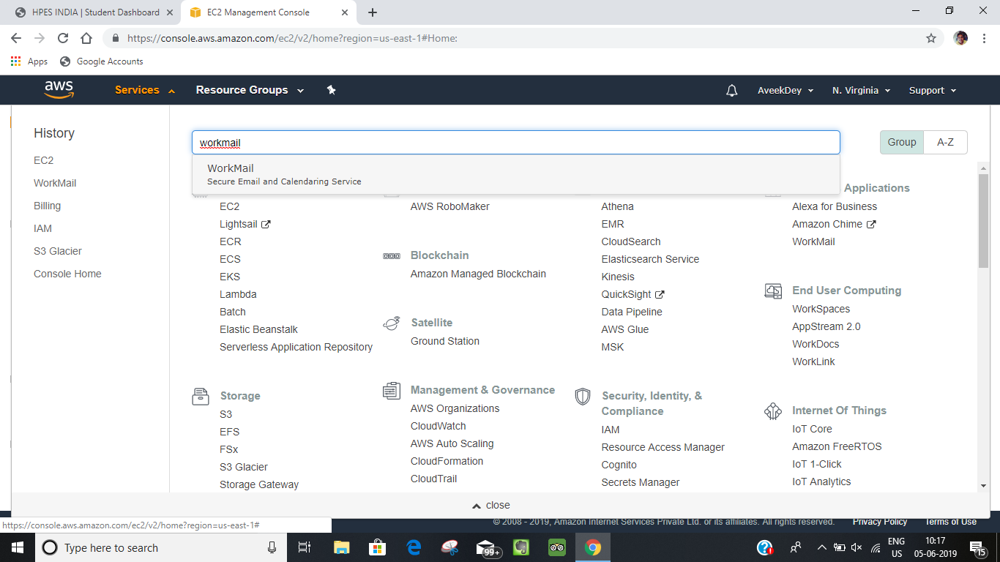 HPES INDIA | Student Dashboard
EC2 Management Console
https://console.aws.amazon.com/ec2/v2/home?region=us-east-1#Home:
Apps
Google Accounts
aws
Services
Resource Groups
AveekDey
N. Virginia
Support
History
EC2
WorkMail
Billing
IAM
S3 Glacier
Console Home
workmail
Group
A-Z
WorkMail
Secure Email and Calendaring Service
EC2
Lightsail
ECR
ECS
EKS
Lambda
Batch
Elastic Beanstalk
Serverless Application Repository
Storage
S3
EFS
FSx
S3 Glacier
Storage Gateway
AWS RoboMaker
Blockchain
Amazon Managed Blockchain
Satellite
Ground Station
Management & Governance
AWS Organizations
CloudWatch
AWS Auto Scaling
CloudFormation
CloudTrail
Athena
EMR
CloudSearch
Elasticsearch Service
Kinesis
QuickSight
Data Pipeline
AWS Glue
MSK
Security, Identity, &
Compliance
IAM
Resource Access Manager
Cognito
Secrets Manager
Applications
Alexa for Business
Amazon Chime
WorkMail
End User Computing
WorkSpaces
AppStream 2.0
WorkDocs
WorkLink
Internet Of Things
IoT Core
Amazon FreeRTOS
IoT 1-Click
IoT Analytics
close
https://console.aws.amazon.com/ec2/v2/home?region=us-east-1#
© 2008 - 2019, Amazon Internet Services Private Ltd. or its affiliates. All rights reserved.
Privacy Policy
Terms of Use
Type here to search
99+
ENG
US
10:17
05-06-2019
15